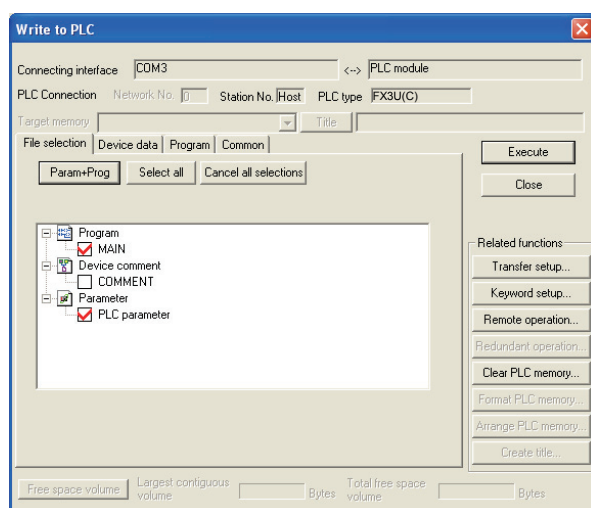 Write to PLC
Connecting interface COM3 <--> PLC module
PLC Connection Network No. 0 Station No. Host PLC type FX3U(C)
Target memory Title
File selection Device data Program Common
Execute
Param+Prog Select all Cancel all selections
Close
Program
MAIN
Device comment
COMMENT
Parameter
PLC parameter
Related functions
Transfer setup...
Keyword setup...
Remote operation...
Redundant operation...
Clear PLC memory...
Format PLC memory...
Arrange PLC memory...
Create title...
Free space volume Largest contiguous volume Bytes Total free space volume Bytes